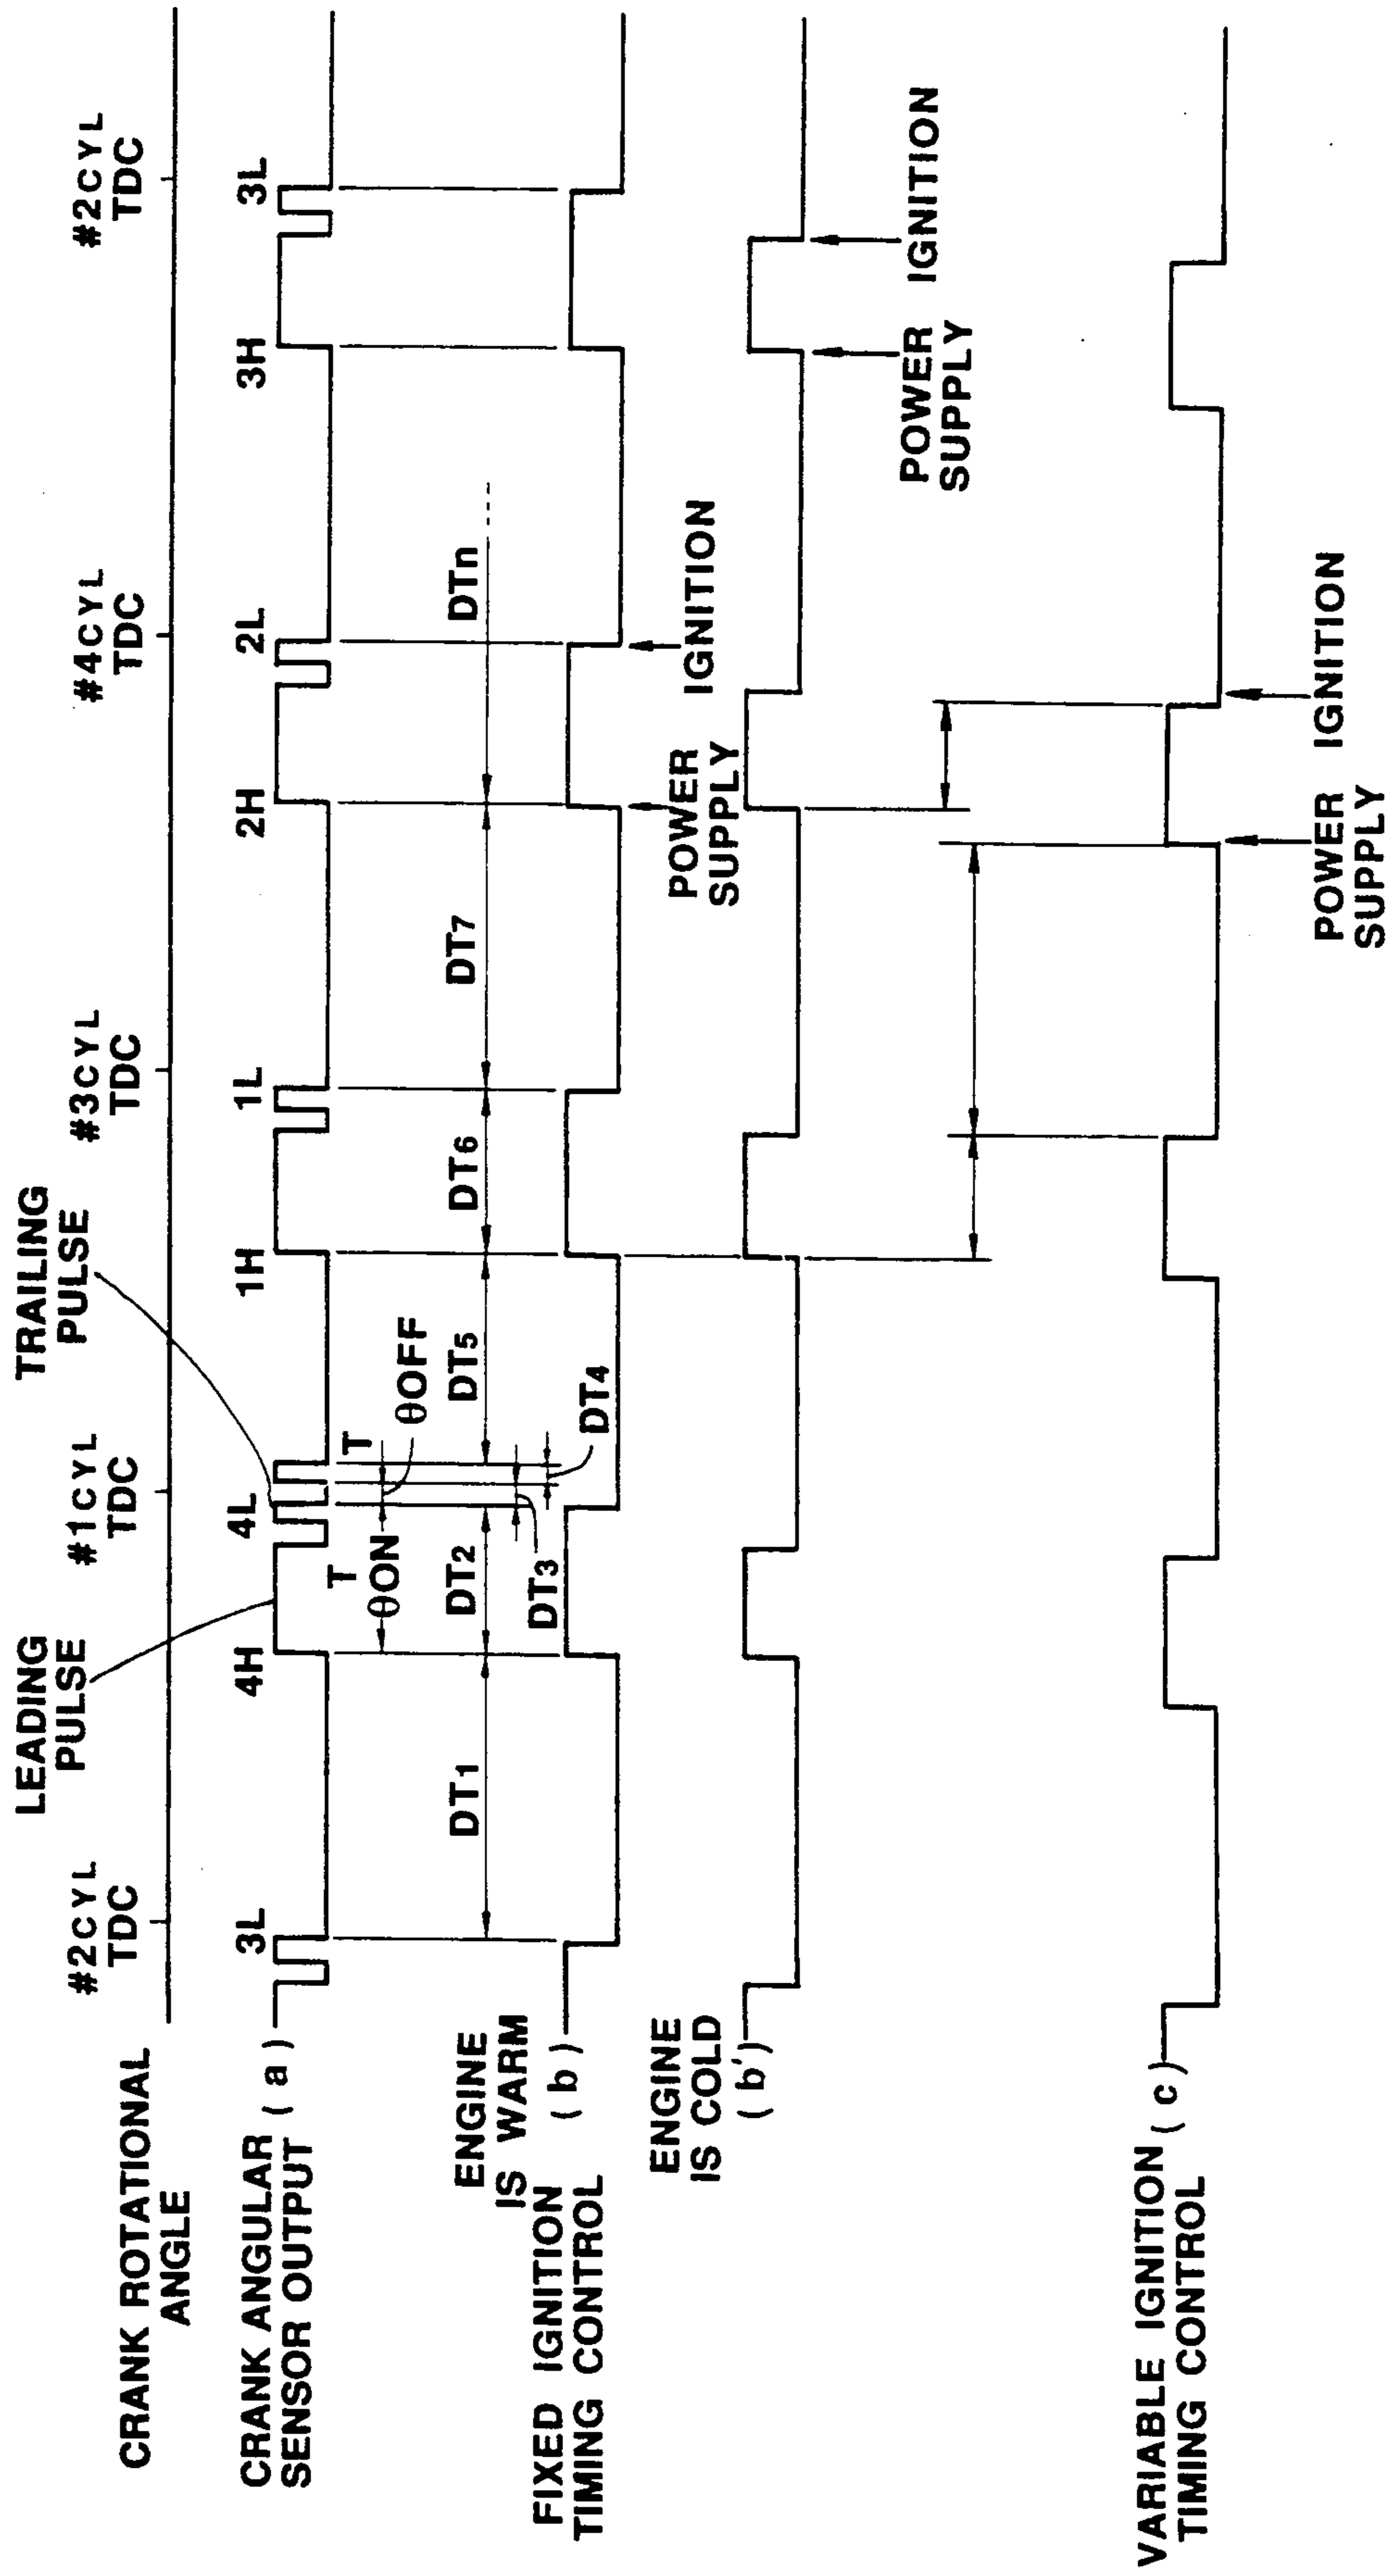 CRANK ROTATIONAL
ANGLE
#2CYL
TDC
#1CYL
TDC
#3CYL
TDC
#4CYL
TDC
#2CYL
TDC
LEADING
PULSE
TRAILING
PULSE
CRANK ANGULAR
SENSOR OUTPUT
(a)
3L
4H
4L
1H
1L
2H
2L
3H
3L
T
θON
T
θOFF
DT1
DT2
DT3
DT4
DT5
DT6
DT7
DTn
ENGINE
IS WARM
(b)
FIXED IGNITION
TIMING CONTROL
POWER
SUPPLY
IGNITION
ENGINE
IS COLD
(b')
POWER
SUPPLY
IGNITION
VARIABLE IGNITION
TIMING CONTROL
(c)
POWER
SUPPLY
IGNITION